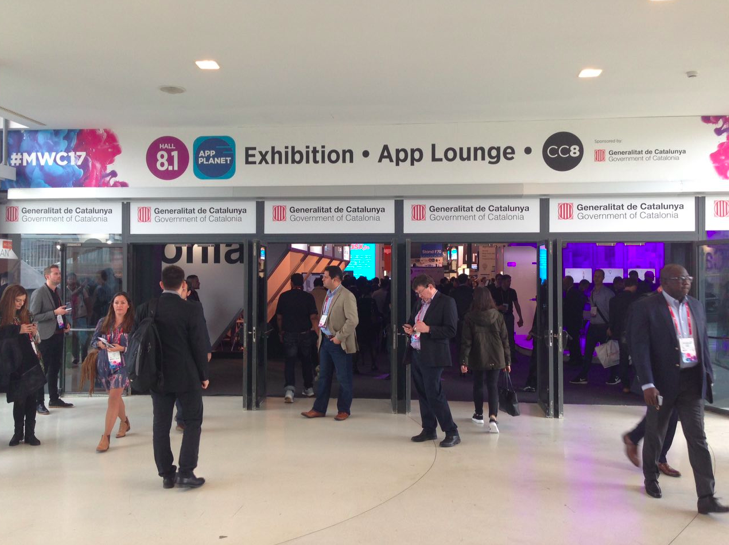 #MWC17
HALL
8.1
APP
PLANET
Exhibition • App Lounge •
CC8
Sponsored by
Generalitat de Catalunya
Government of Catalonia
Generalitat de Catalunya
Government of Catalonia
Generalitat de Catalunya
Government of Catalonia
Generalitat de Catalunya
Government of Catalonia
Generalitat de Catalunya
Government of Catalonia
Generalitat de Catalunya
Government of Catalonia